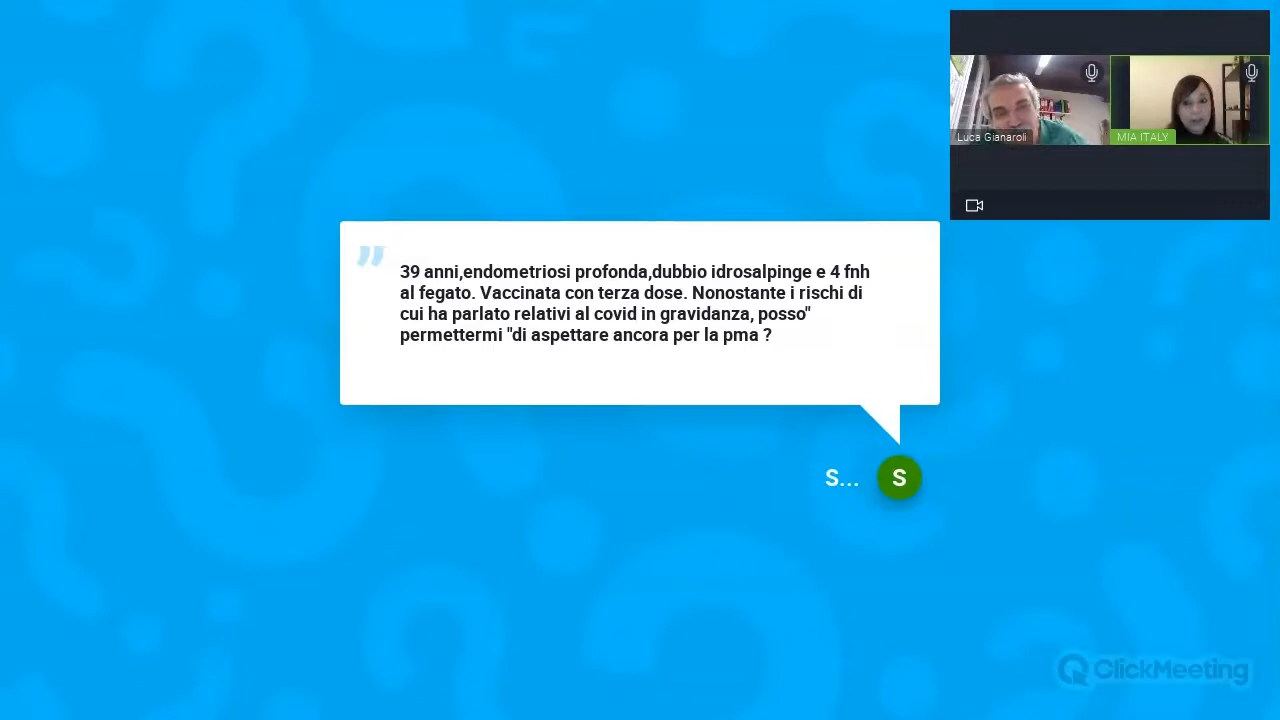 Luca Gianaroli
MIA ITALY
39 anni,endometriosi profonda,dubbio idrosalpinge e 4 fnh
al fegato. Vaccinata con terza dose. Nonostante i rischi di
cui ha parlato relativi al covid in gravidanza, posso"
permettermi "di aspettare ancora per la pma ?
S...
S
ClickMeeting